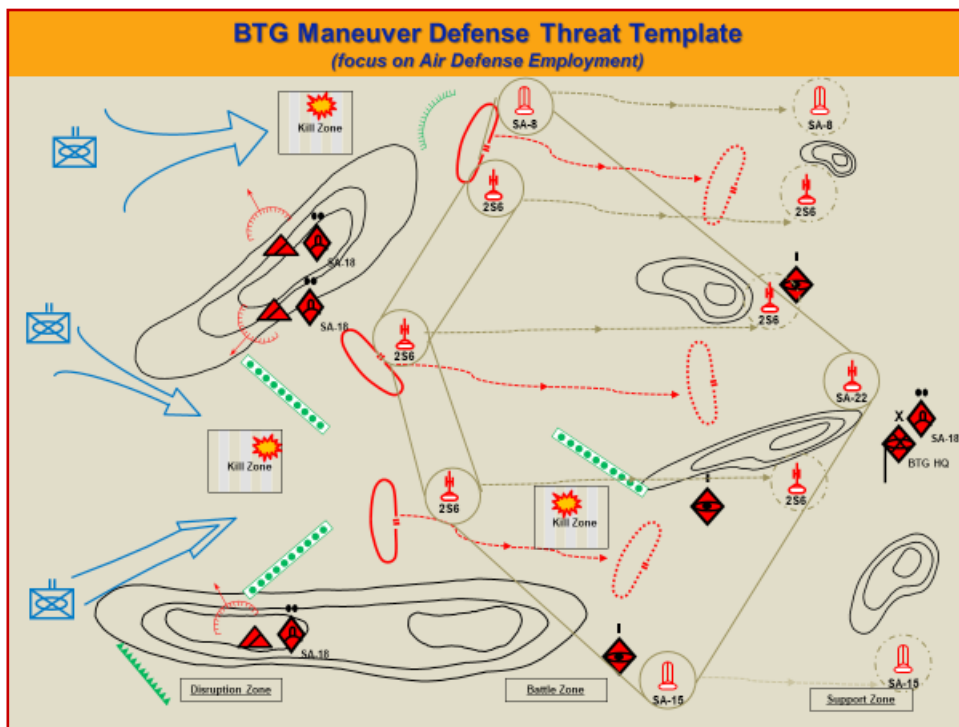 BTG Maneuver Defense Threat Template
(focus on Air Defense Employment)
Kill Zone
SA-8
SA-8
2S6
2S6
SA-18
SA-18
2S6
2S6
SA-22
X
SA-18
BTG HQ
Kill Zone
2S6
Kill Zone
2S6
SA-18
SA-15
SA-15
Disruption Zone
Battle Zone
Support Zone